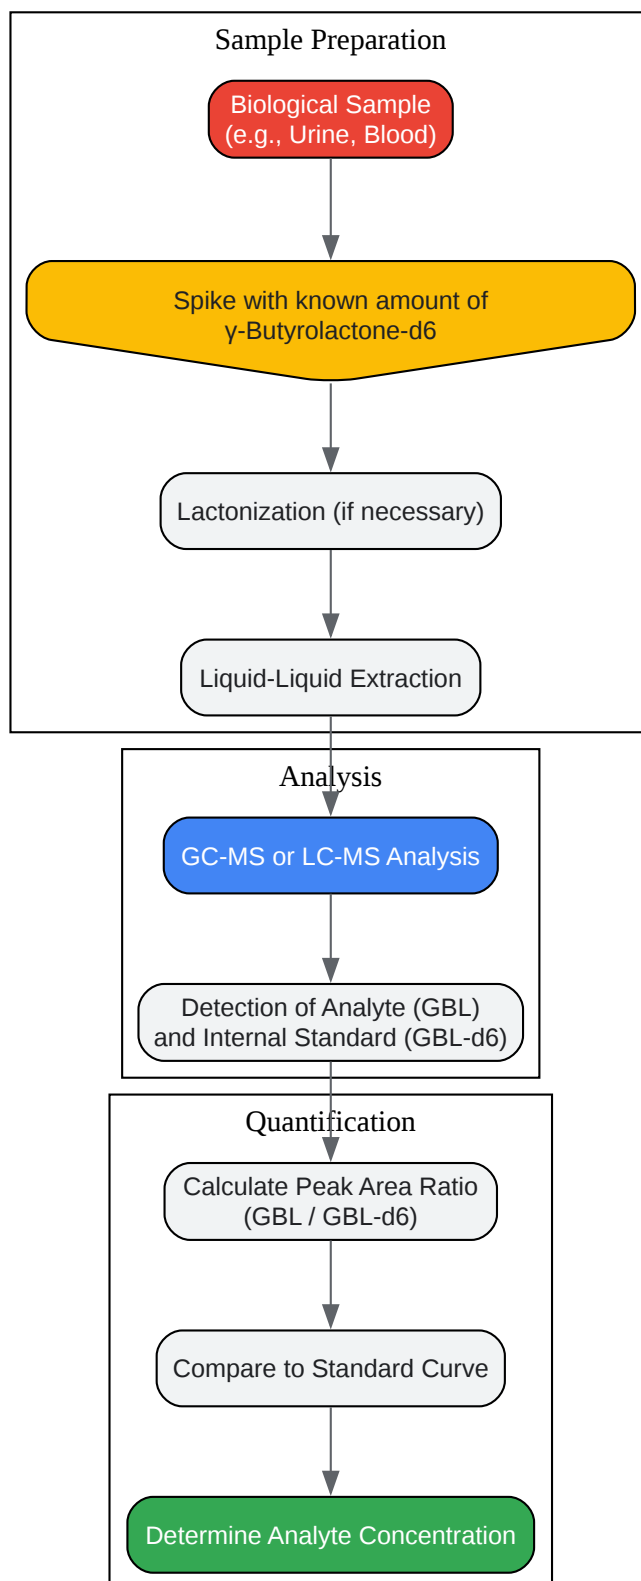 Sample Preparation
Biological Sample
(e.g., Urine, Blood)
Spike with known amount of
γ-Butyrolactone-d6
Lactonization (if necessary)
Liquid-Liquid Extraction
Analysis
GC-MS or LC-MS Analysis
Detection of Analyte (GBL)
and Internal Standard (GBL-d6)
Quantification
Calculate Peak Area Ratio
(GBL / GBL-d6)
Compare to Standard Curve
Determine Analyte Concentration